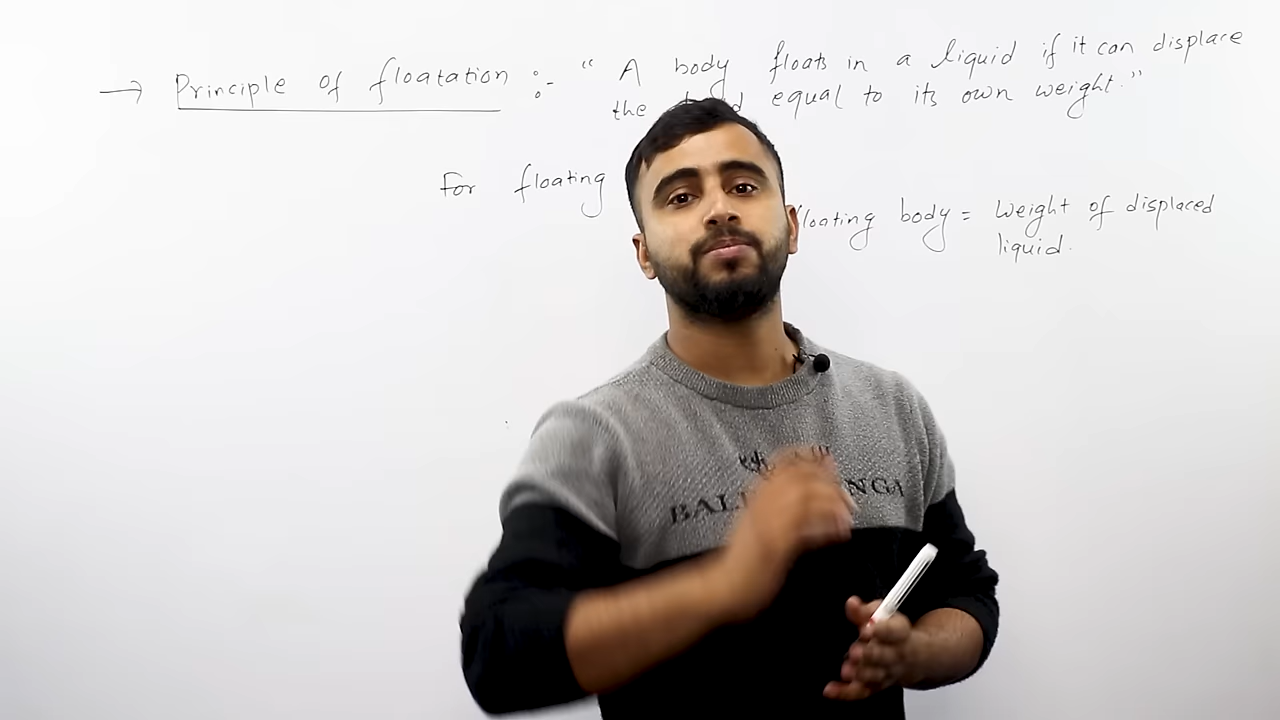 → Principle of floatation :- " A body floats in a liquid if it can displace
the equal to its own weight."
For floating
floating body = weight of displaced
liquid.